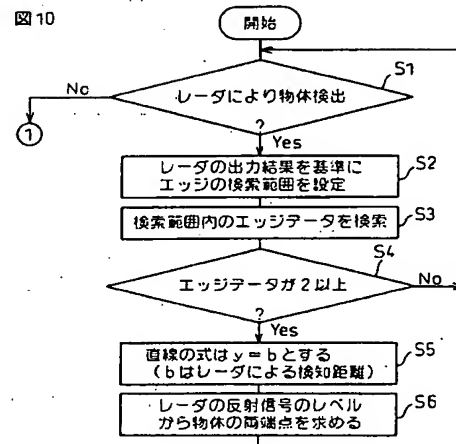 図10
開始
レーダにより物体検出
?
S1
No
①
Yes
レーダの出力結果を基準に
エッジの検索範囲を設定
S2
検索範囲内のエッジデータを検索
S3
エッジデータが2以上
?
S4
No
Yes
直線の式はy=bとする
(bはレーダによる検知距離)
S5
レーダの反射信号のレベル
から物体の両端点を求める
S6